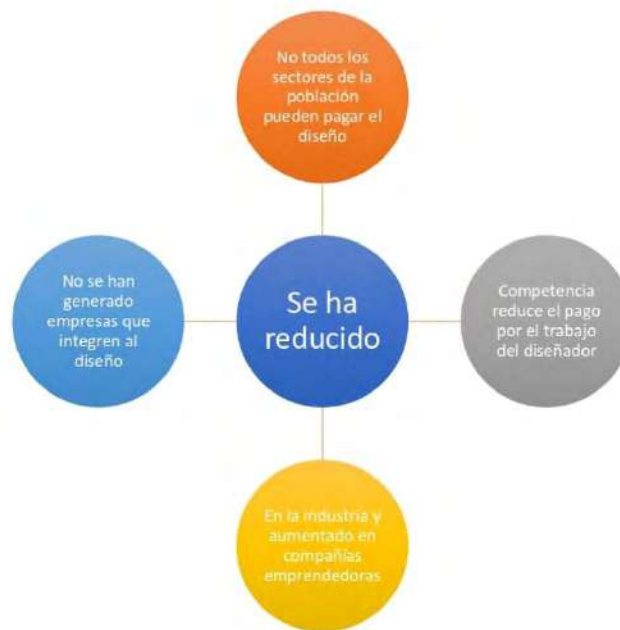 No todos los
sectores de la
población
pueden pagar el
diseño
No se han
generado
empresas que
integren al
diseño
Se ha
reducido
Competencia
reduce el pago
por el trabajo
del diseñador
En la industria y
aumentado en
compañías
emprendedoras